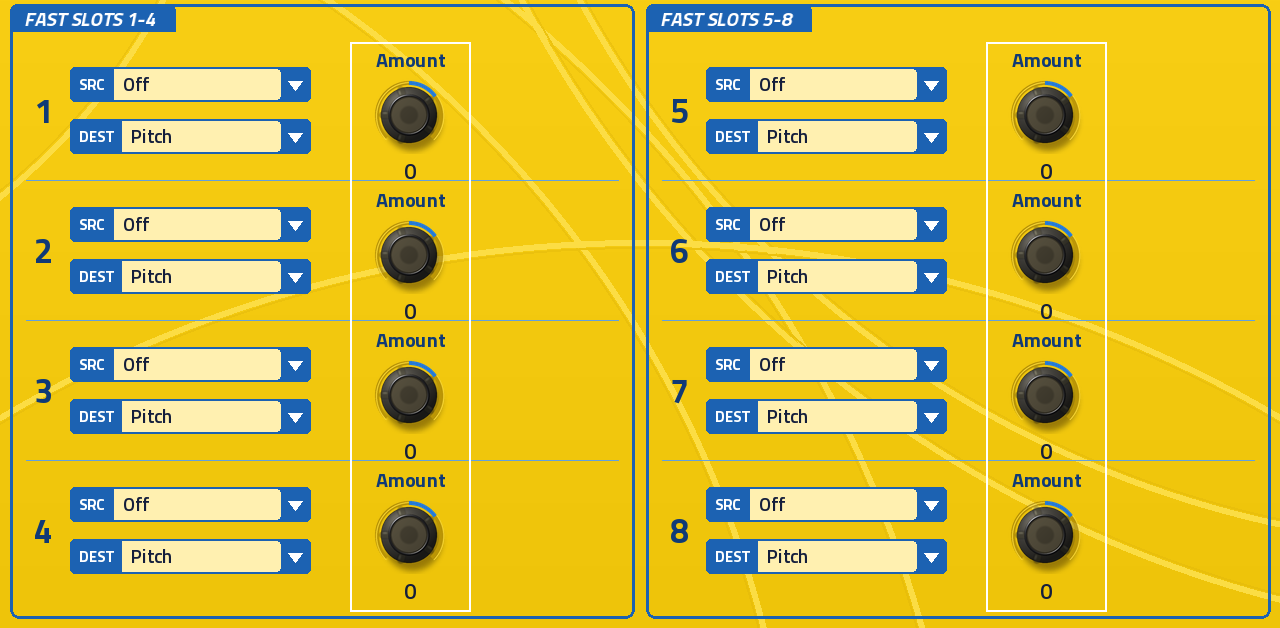 FAST SLOTS 1-4
Amount
1
SRC Off
DEST Pitch
0
Amount
2
SRC Off
DEST Pitch
0
Amount
3
SRC Off
DEST Pitch
0
Amount
4
SRC Off
DEST Pitch
0
FAST SLOTS 5-8
Amount
5
SRC Off
DEST Pitch
0
Amount
6
SRC Off
DEST Pitch
0
Amount
7
SRC Off
DEST Pitch
0
Amount
8
SRC Off
DEST Pitch
0